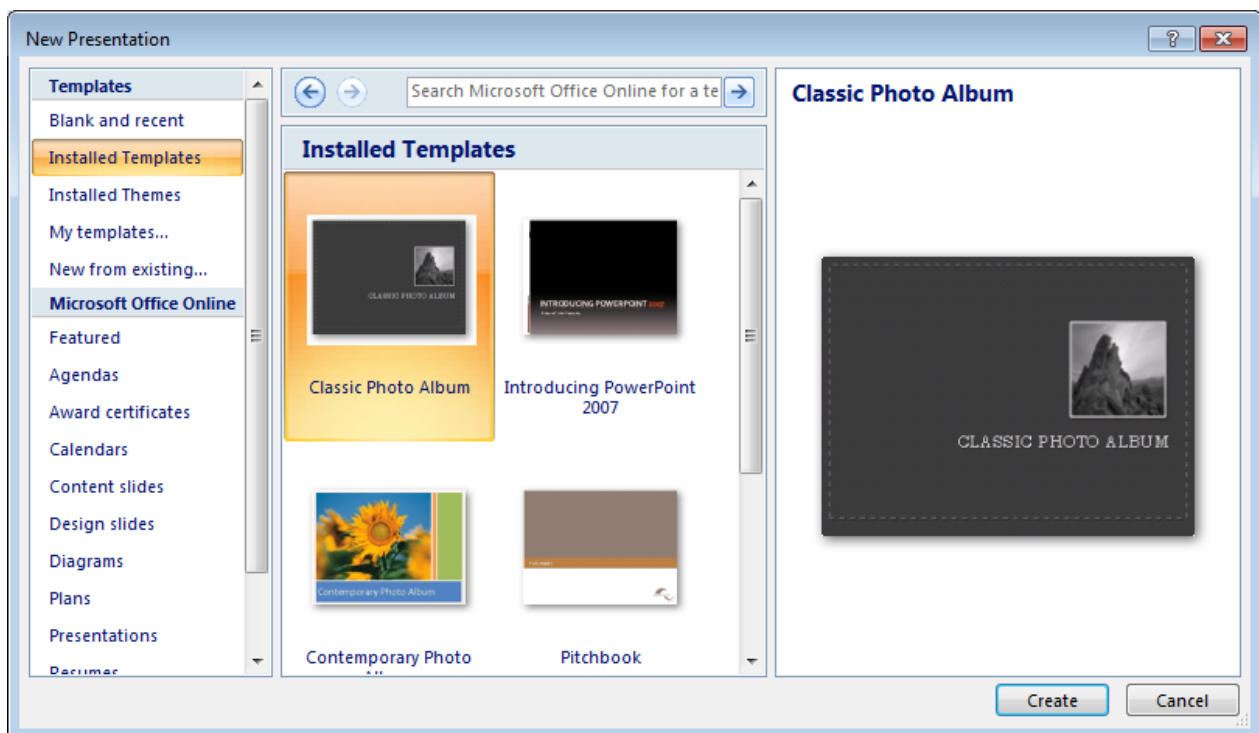 New Presentation
Templates
Blank and recent
Installed Templates
Installed Themes
My templates...
New from existing...
Microsoft Office Online
Featured
Agendas
Award certificates
Calendars
Content slides
Design slides
Diagrams
Plans
Presentations
Resumes
Search Microsoft Office Online for a te
Installed Templates
CLASSIC PHOTO ALBUM
Classic Photo Album
INTRODUCING POWERPOINT 2007
Introducing PowerPoint
2007
Contemporary Photo Album
Contemporary Photo
Pitchbook
Classic Photo Album
CLASSIC PHOTO ALBUM
Create
Cancel